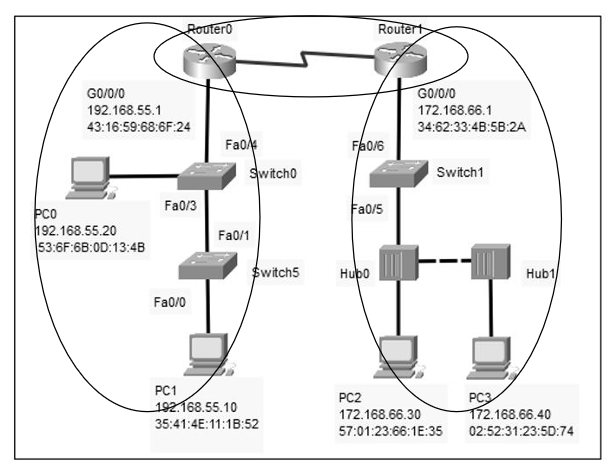 Router0
Router1
G0/0/0
192.168.55.1
43:16:59:68:6F:24
G0/0/0
172.168.66.1
34:62:33:4B:5B:2A
Fa0/4
Fa0/6
Switch0
Switch1
Fa0/3
Fa0/5
PC0
192.168.55.20
53:6F:6B:0D:13:4B
Fa0/1
Switch5
Hub0
Hub1
Fa0/0
PC1
192.168.55.10
35:41:4E:11:1B:52
PC2
172.168.66.30
57:01:23:66:1E:35
PC3
172.168.66.40
02:52:31:23:5D:74